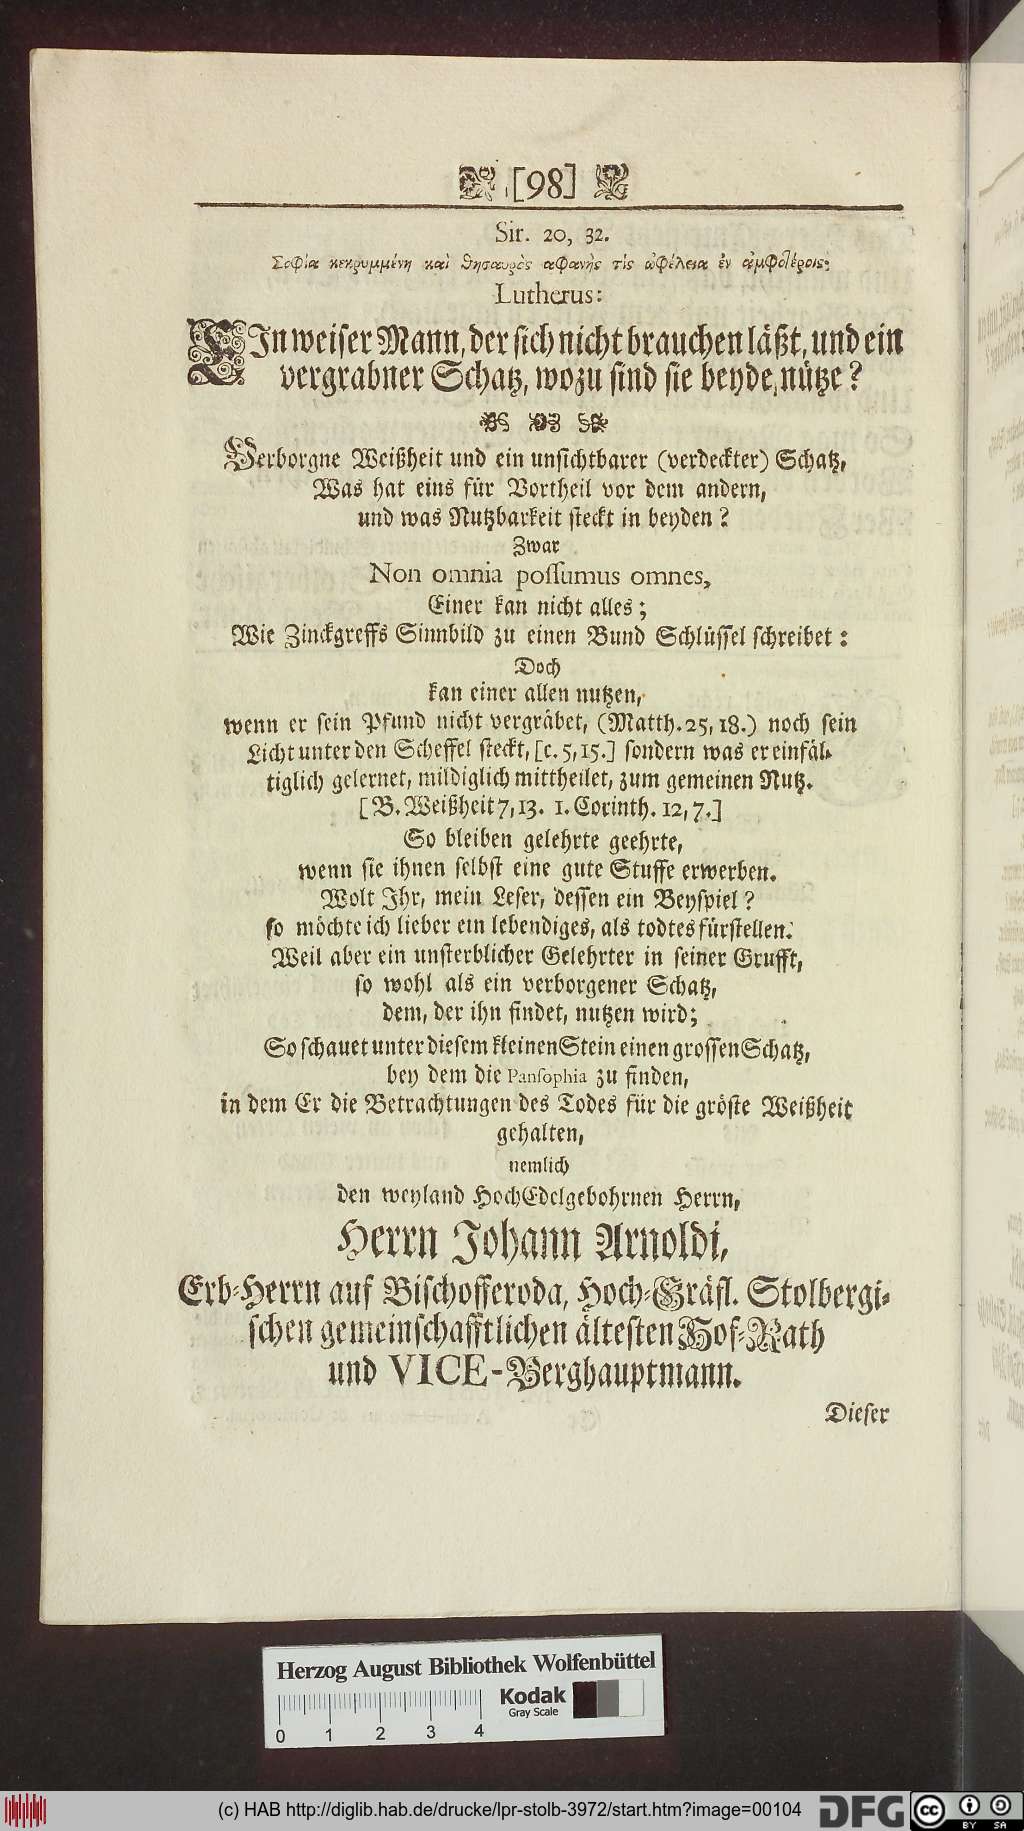 [98]
Sir. 20, 32.
Σοφία κεκρυμμένη καὶ θησαυρὸς αφανὴς τίς ὠφέλεια ἐν ἀμφοτέροις;
Lutherus:
EIn weiser Mann, der sich nicht brauchen läßt, und ein
vergrabner Schatz, wozu sind sie beyde nütze?
Verborgne Weißheit und ein unsichtbarer (verdeckter) Schatz,
Was hat eins für Vortheil vor dem andern,
und was Nutzbarkeit steckt in beyden?
Zwar
Non omnia possumus omnes,
Einer kan nicht alles;
Wie Zinckgreffs Sinnbild zu einen Bund Schlüssel schreibet:
Doch
kan einer allen nutzen,
wenn er sein Pfund nicht vergräbet, (Matth. 25, 18.) noch sein
Licht unter den Scheffel steckt, [c. 5, 15.] sondern was er einfäl-
tiglich gelernet, mildiglich mittheilet, zum gemeinen Nutz.
[B. Weißheit 7, 13. 1. Corinth. 12, 7.]
So bleiben gelehrte geehrte,
wenn sie ihnen selbst eine gute Stuffe erwerben.
Wolt Ihr, mein Leser, dessen ein Beyspiel?
so möchte ich lieber ein lebendiges, als todtes fürstellen.
Weil aber ein unsterblicher Gelehrter in seiner Grufft,
so wohl als ein verborgener Schatz,
dem, der ihn findet, nutzen wird;
So schauet unter diesem kleinen Stein einen grossen Schatz,
bey dem die Pansophia zu finden,
in dem Er die Betrachtungen des Todes für die gröste Weißheit
gehalten,
nemlich
den weyland HochEdelgebohrnen Herrn,
Herrn Johann Arnoldi,
Erb-Herrn auf Bischofferoda, Hoch-Gräfl. Stolbergi-
schen gemeinschafftlichen ältesten Hof-Rath
und VICE-Berghauptmann.
Dieser
Herzog August Bibliothek Wolfenbüttel
Kodak
Gray Scale
0 1 2 3 4
(c) HAB http://diglib.hab.de/drucke/lpr-stolb-3972/start.htm?image=00104
DFG
cc BY SA